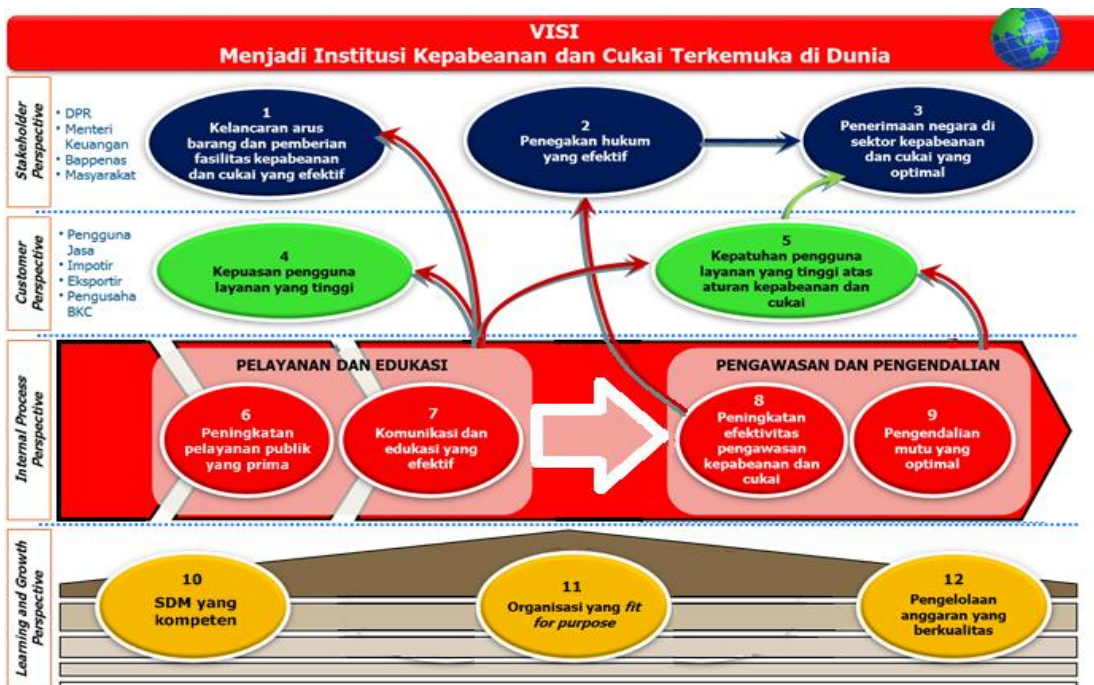 VISI
Menjadi Institusi Kepabeanan dan Cukai Terkemuka di Dunia
Stakeholder
Perspective
• DPR
• Menteri
Keuangan
• Bappenas
• Masyarakat
1
Kelancaran arus
barang dan pemberian
fasilitas kepabeanan
dan cukai yang efektif
2
Penegakan hukum
yang efektif
3
Penerimaan negara di
sektor kepabeanan
dan cukai yang
optimal
Customer
Perspective
• Pengguna
Jasa
• Impotir
• Eksportir
• Pengusaha
BKC
4
Kepuasan pengguna
layanan yang tinggi
5
Kepatuhan pengguna
layanan yang tinggi atas
aturan kepabeanan dan
cukai
Internal Process
Perspective
PELAYANAN DAN EDUKASI
6
Peningkatan
pelayanan publik
yang prima
7
Komunikasi dan
edukasi yang
efektif
PENGAWASAN DAN PENGENDALIAN
8
Peningkatan
efektivitas
pengawasan
kepabeanan dan
cukai
9
Pengendalian
mutu yang
optimal
Learning and Growth
Perspective
10
SDM yang
kompeten
11
Organisasi yang fit
for purpose
12
Pengelolaan
anggaran yang
berkualitas